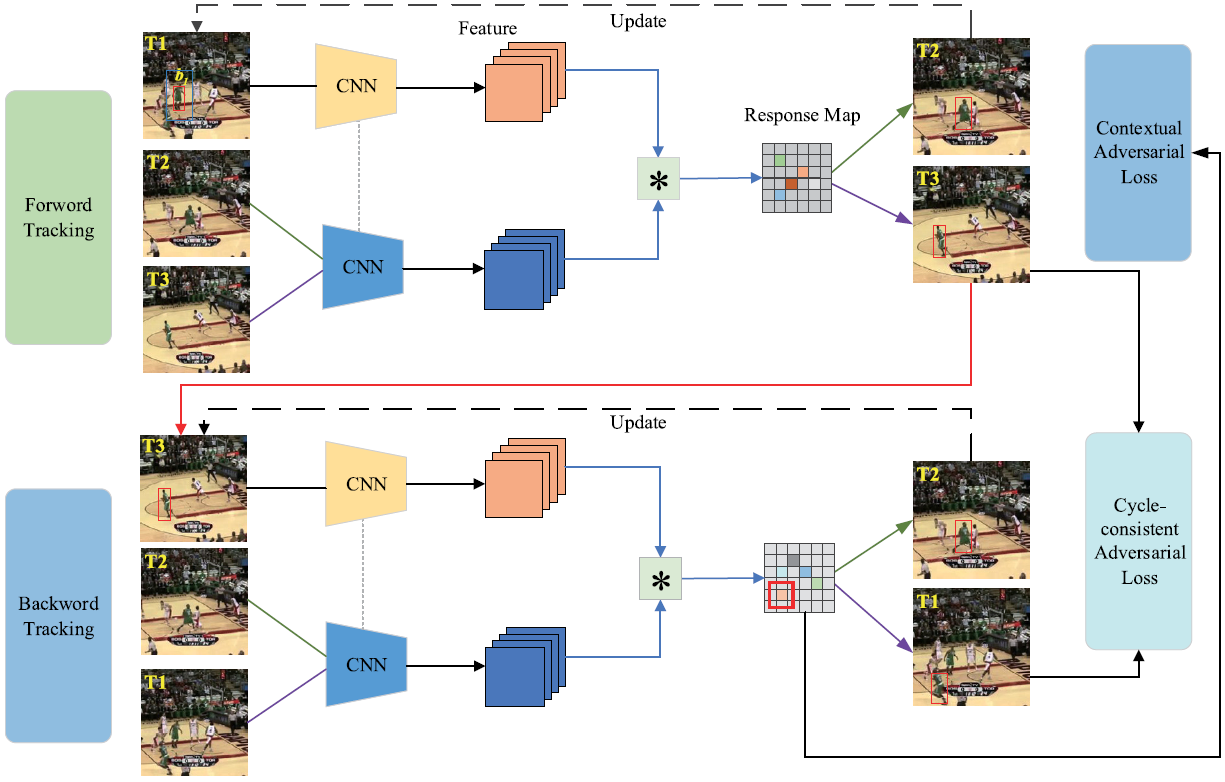 Update
Feature
T1
b1
CNN
T2
T3
CNN
*
Response Map
T2
T3
Contextual
Adversarial
Loss
Forword
Tracking
Update
T3
T2
T1
CNN
CNN
*
T2
T1
Cycle-
consistent
Adversarial
Loss
Backword
Tracking